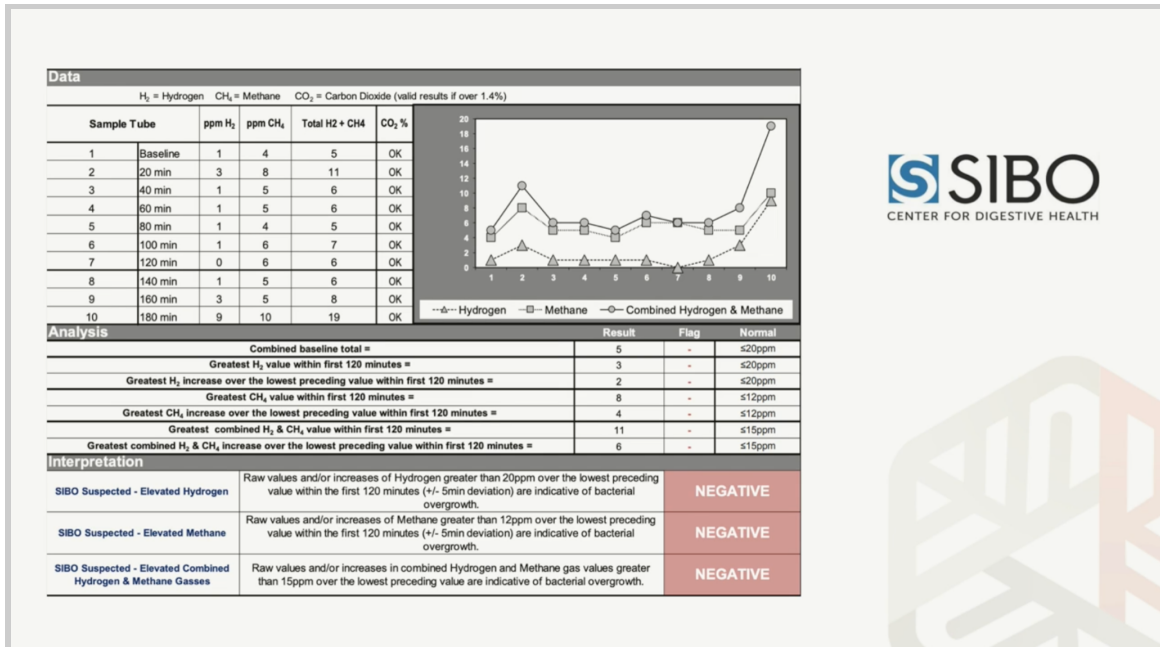 Data
H₂ = Hydrogen CH₄ = Methane CO₂ = Carbon Dioxide (valid results if over 1.4%)
Sample Tube ppm H₂ ppm CH₄ Total H2 + CH4 CO₂ %
1 Baseline 1 4 5 OK
2 20 min 3 8 11 OK
3 40 min 1 5 6 OK
4 60 min 1 5 6 OK
5 80 min 1 4 5 OK
6 100 min 1 6 7 OK
7 120 min 0 6 6 OK
8 140 min 1 5 6 OK
9 160 min 3 5 8 OK
10 180 min 9 10 19 OK
20
18
16
14
12
10
8
6
4
2
0
1 2 3 4 5 6 7 8 9 10
Hydrogen Methane Combined Hydrogen & Methane
Analysis Result Flag Normal
Combined baseline total = 5 - ≤20ppm
Greatest H₂ value within first 120 minutes = 3 - ≤20ppm
Greatest H₂ increase over the lowest preceding value within first 120 minutes = 2 - ≤20ppm
Greatest CH₄ value within first 120 minutes = 8 - ≤12ppm
Greatest CH₄ increase over the lowest preceding value within first 120 minutes = 4 - ≤12ppm
Greatest combined H₂ & CH₄ value within first 120 minutes = 11 - ≤15ppm
Greatest combined H₂ & CH₄ increase over the lowest preceding value within first 120 minutes = 6 - ≤15ppm
Interpretation
SIBO Suspected - Elevated Hydrogen
Raw values and/or increases of Hydrogen greater than 20ppm over the lowest preceding
value within the first 120 minutes (+/- 5min deviation) are indicative of bacterial
overgrowth.
NEGATIVE
SIBO Suspected - Elevated Methane
Raw values and/or increases of Methane greater than 12ppm over the lowest preceding
value within the first 120 minutes (+/- 5min deviation) are indicative of bacterial
overgrowth.
NEGATIVE
SIBO Suspected - Elevated Combined
Hydrogen & Methane Gasses
Raw values and/or increases in combined Hydrogen and Methane gas values greater
than 15ppm over the lowest preceding value are indicative of bacterial overgrowth.
NEGATIVE
SIBO
CENTER FOR DIGESTIVE HEALTH